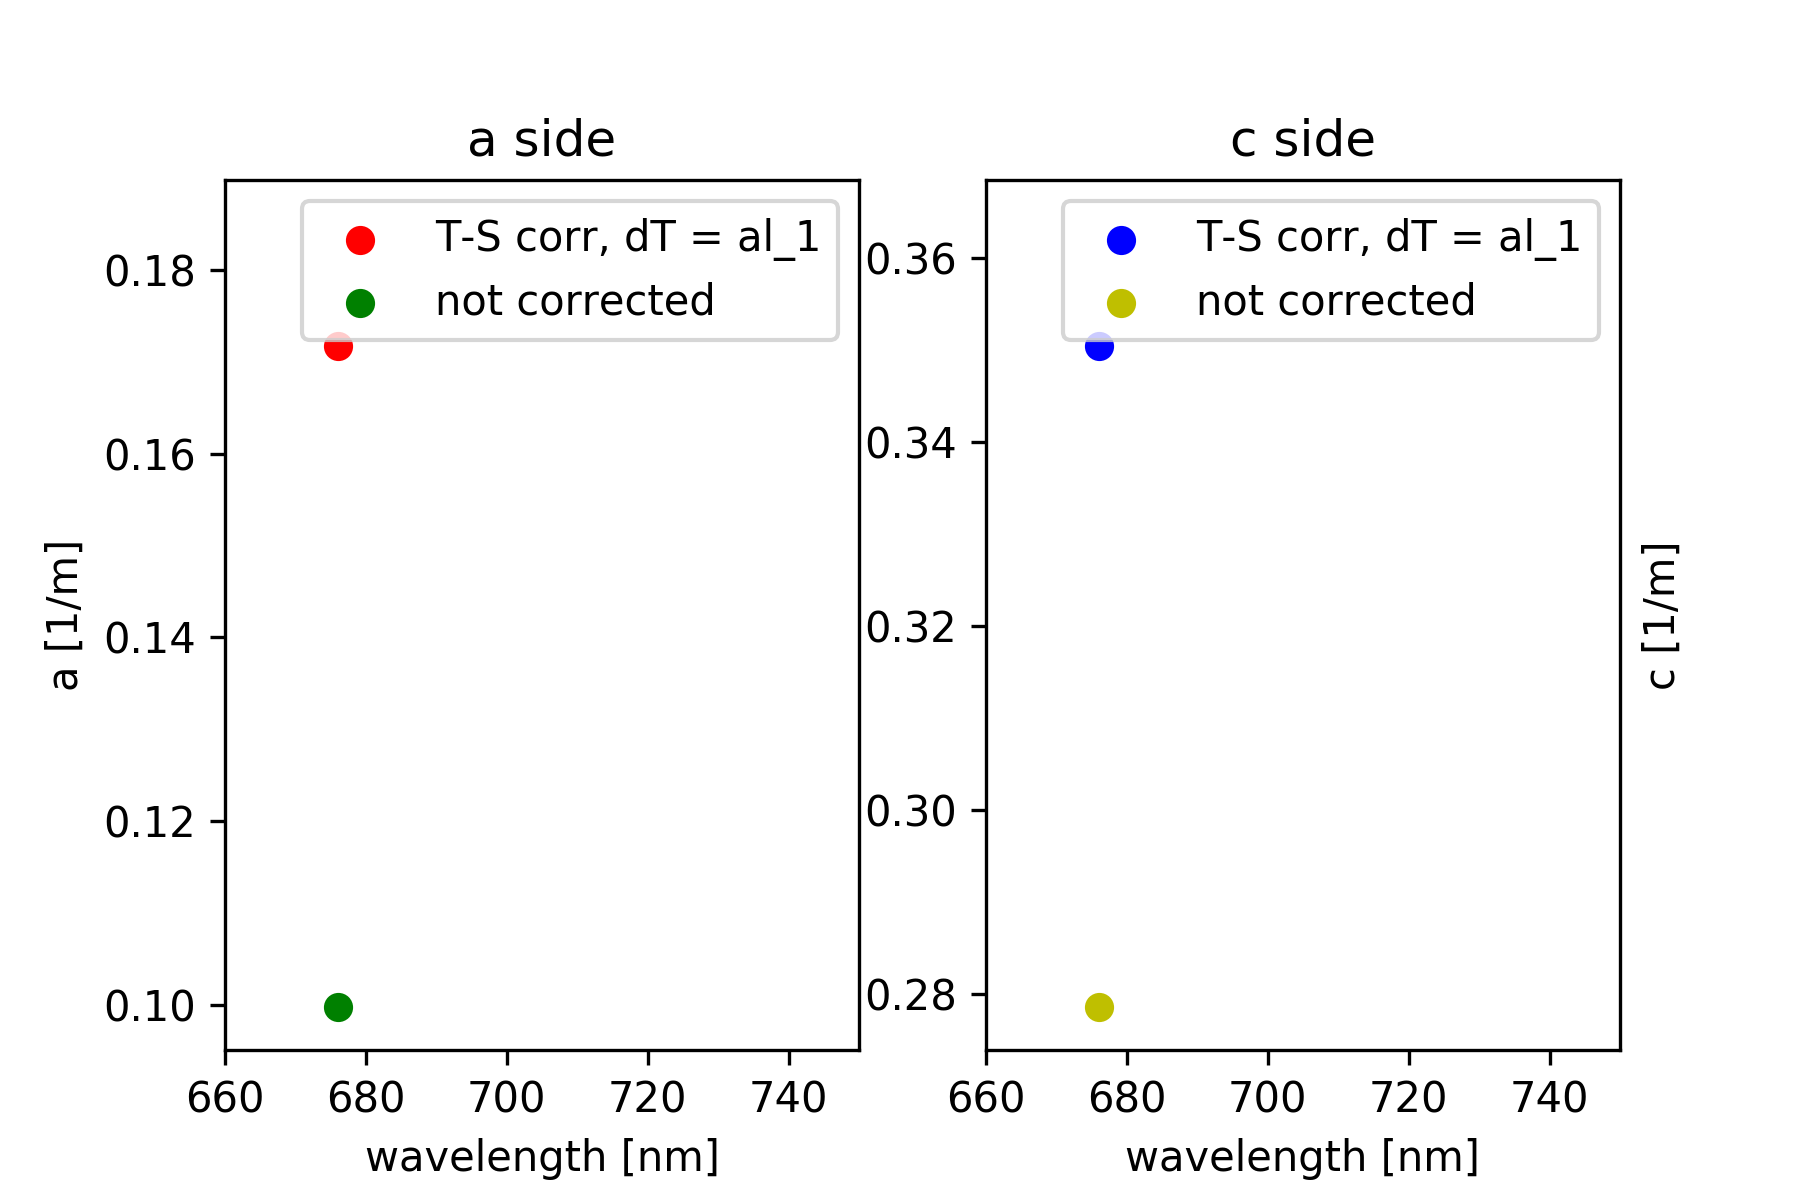 a side
T-S corr, dT = al_1
not corrected
0.18
0.16
0.14
0.12
0.10
a [1/m]
660 680 700 720 740
wavelength [nm]
c side
T-S corr, dT = al_1
not corrected
0.36
0.34
0.32
0.30
0.28
c [1/m]
660 680 700 720 740
wavelength [nm]